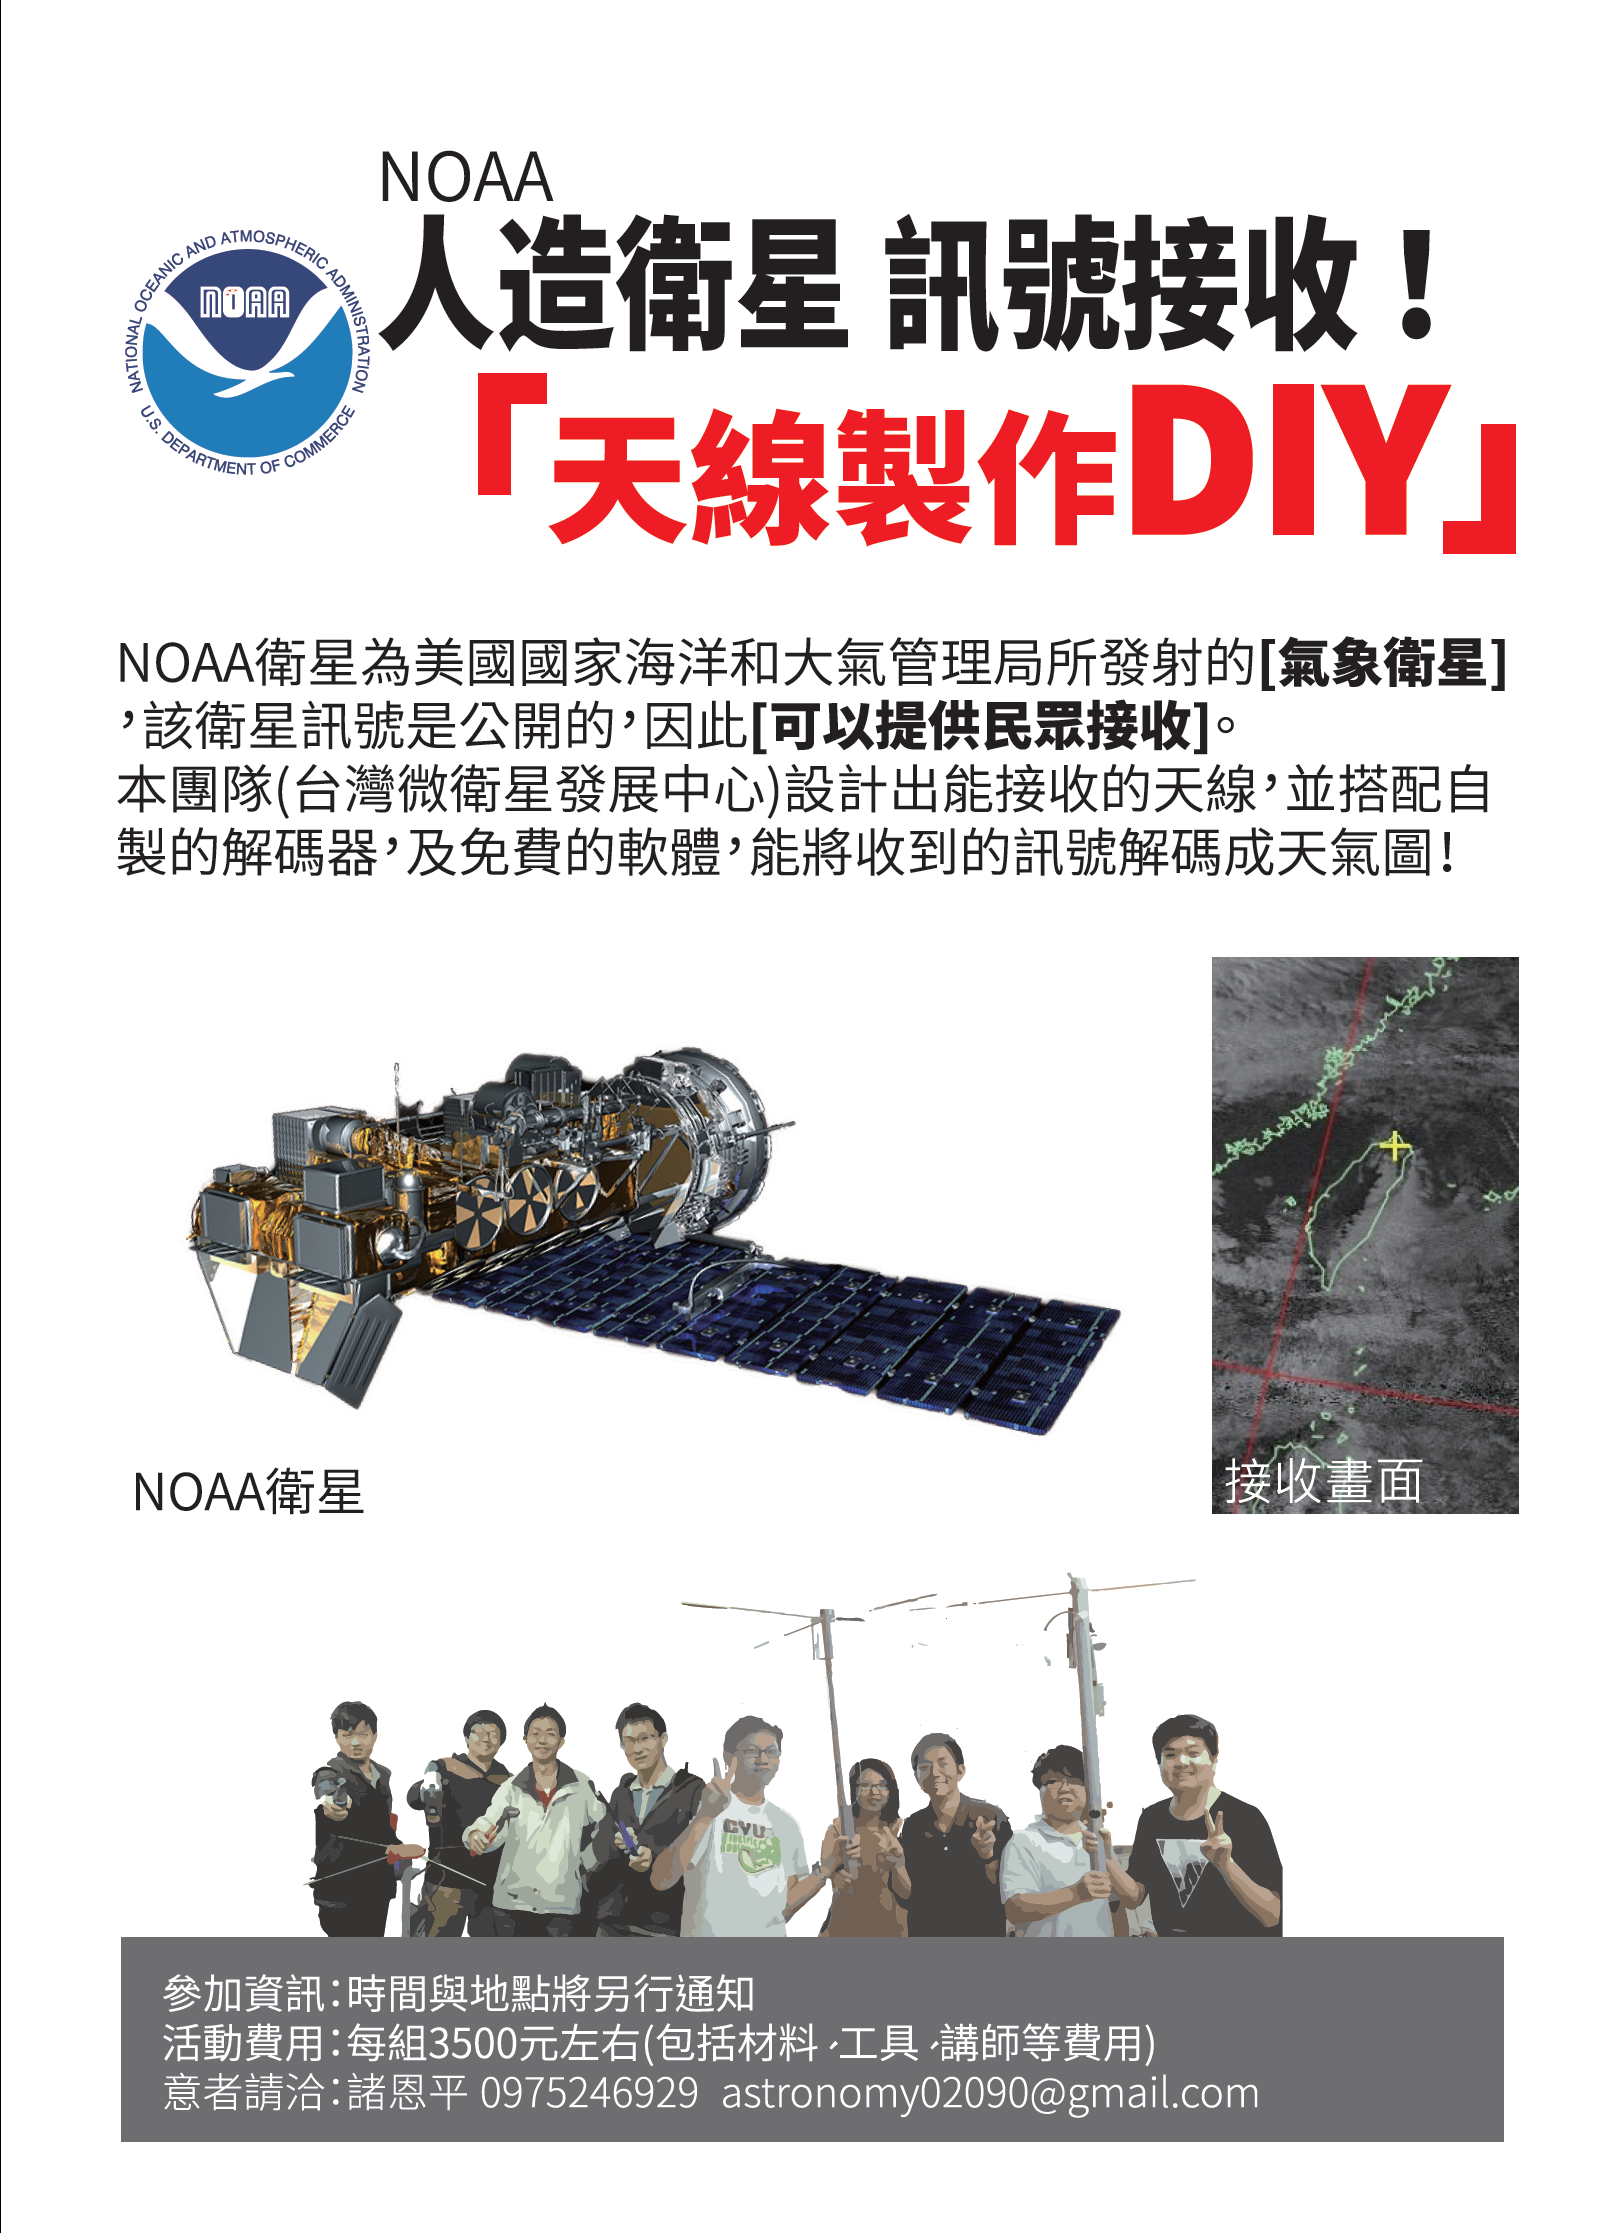 NOAA
人造衛星 訊號接收！
「天線製作DIY」
NATIONAL OCEANIC AND ATMOSPHERIC ADMINISTRATION
NOAA
U.S. DEPARTMENT OF COMMERCE
NOAA衛星為美國國家海洋和大氣管理局所發射的[氣象衛星]
，該衛星訊號是公開的，因此[可以提供民眾接收]。
本團隊(台灣微衛星發展中心)設計出能接收的天線，並搭配自
製的解碼器，及免費的軟體，能將收到的訊號解碼成天氣圖！
NOAA衛星
接收畫面
CYU
參加資訊：時間與地點將另行通知
活動費用：每組3500元左右(包括材料、工具、講師等費用)
意者請洽：諸恩平 0975246929 astronomy02090@gmail.com